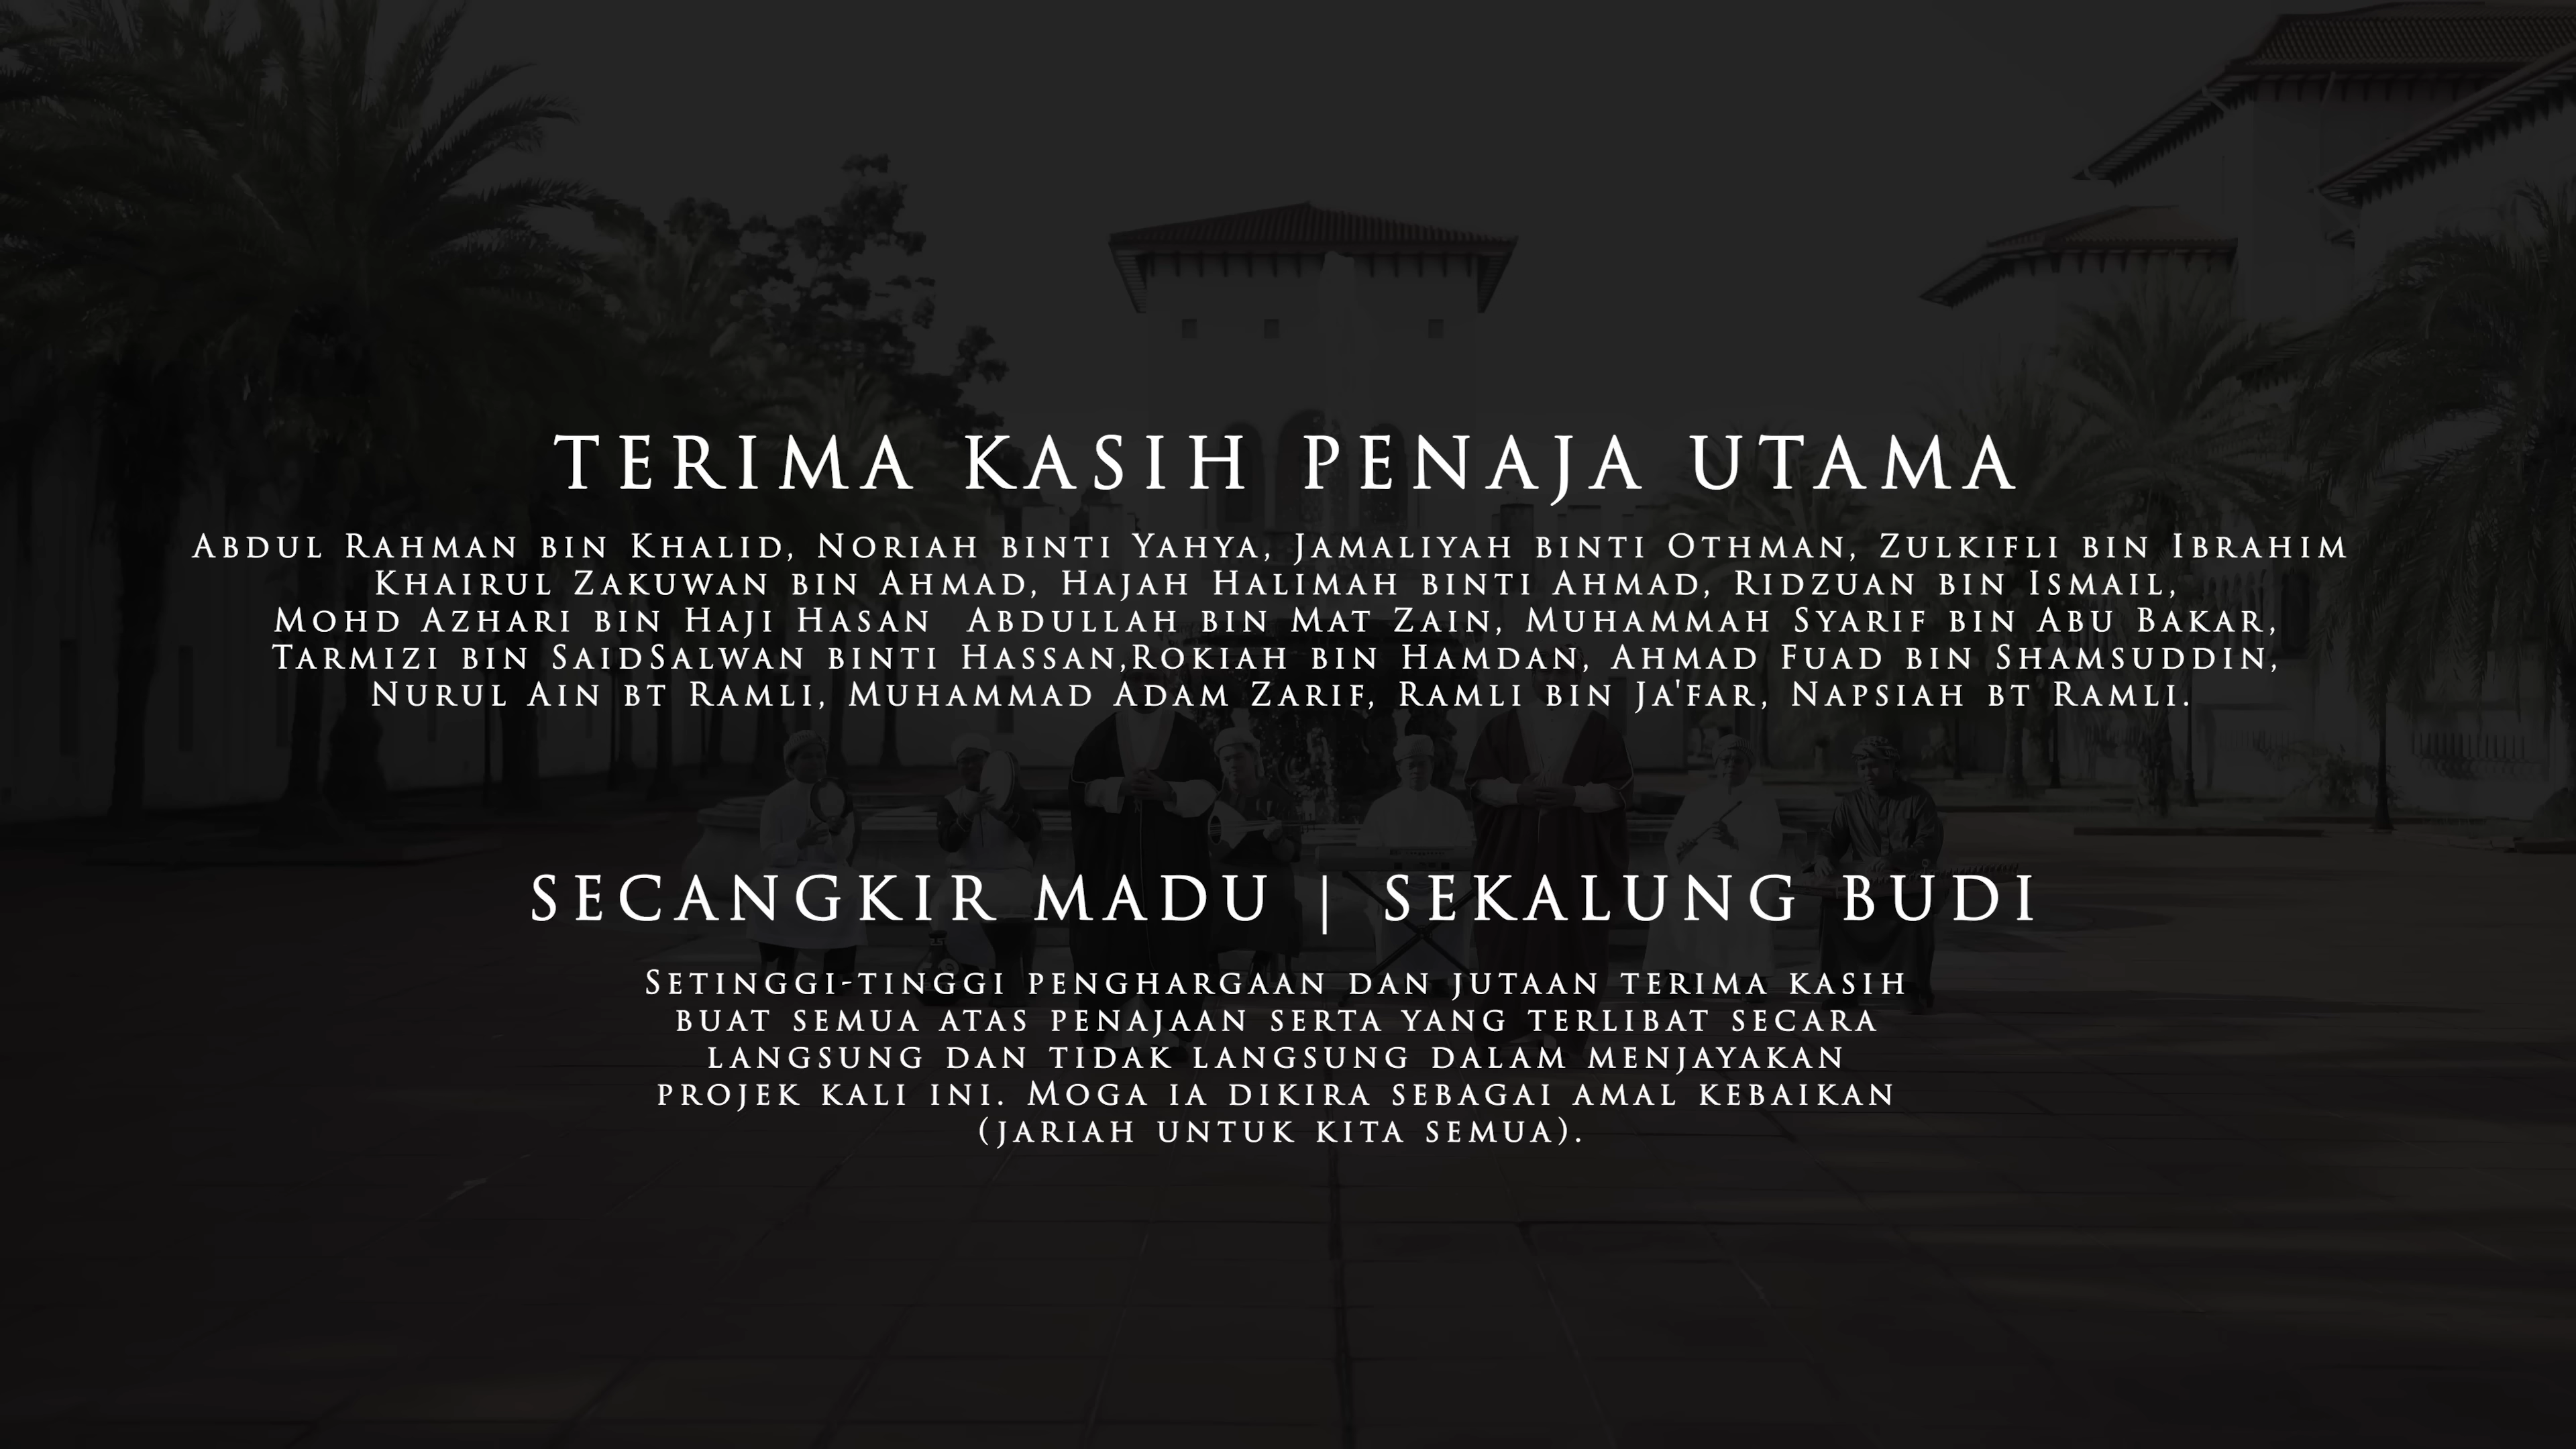 TERIMA KASIH PENAJA UTAMA
Abdul Rahman bin Khalid, Noriah binti Yahya, Jamaliyah binti Othman, Zulkifli bin Ibrahim
Khairul Zakuwan bin Ahmad, Hajah Halimah binti Ahmad, Ridzuan bin Ismail,
Mohd Azhari bin Haji Hasan  Abdullah bin Mat Zain, Muhammah Syarif bin Abu Bakar,
Tarmizi bin SaidSalwan binti Hassan,Rokiah bin Hamdan, Ahmad Fuad bin Shamsuddin,
Nurul Ain bt Ramli, Muhammad Adam Zarif, Ramli bin Ja'far, Napsiah bt Ramli.
SECANGKIR MADU | SEKALUNG BUDI
Setinggi-tinggi penghargaan dan jutaan terima kasih
buat semua atas penajaan serta yang terlibat secara
langsung dan tidak langsung dalam menjayakan
projek kali ini. Moga ia dikira sebagai amal kebaikan
(jariah untuk kita semua).